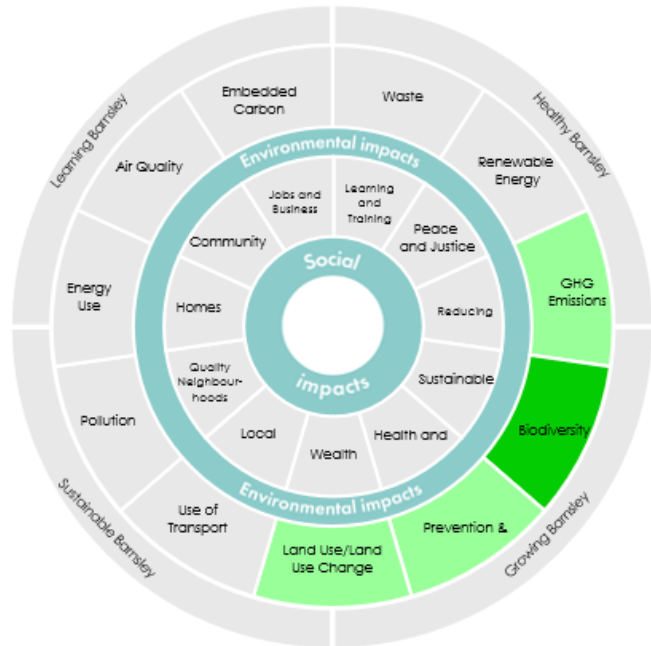 Learning Barnsley
Healthy Barnsley
Growing Barnsley
Sustainable Barnsley
Environmental impacts
Embedded
Carbon
Waste
Renewable
Energy
GHG
Emissions
Biodiversity
Prevention &
Land Use/Land
Use Change
Use of
Transport
Pollution
Energy
Use
Air Quality
Environmental impacts
Social
impacts
Jobs and
Business
Learning
and
Training
Peace
and Justice
Reducing
Sustainable
Health and
Wealth
Local
Quality
Neighbour-
hoods
Homes
Community